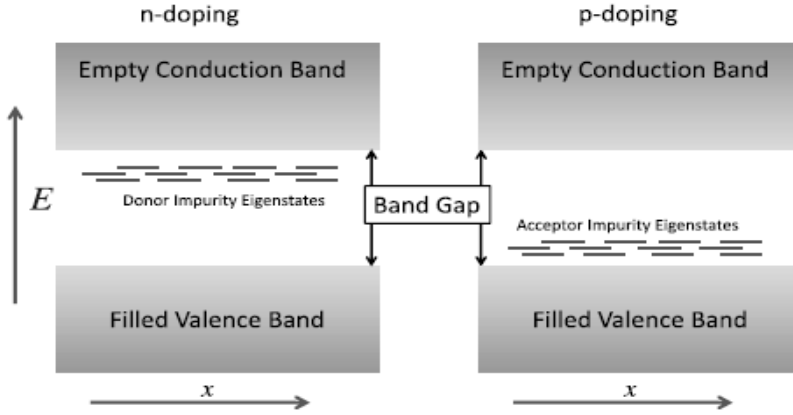 n-doping
p-doping
Empty Conduction Band
Empty Conduction Band
E
Donor Impurity Eigenstates
Band Gap
Acceptor Impurity Eigenstates
Filled Valence Band
Filled Valence Band
x
x